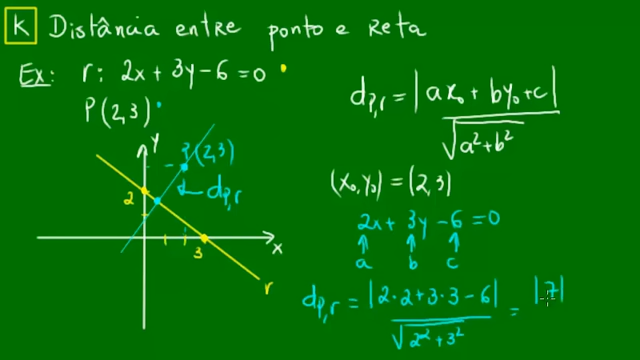 K Distância entre ponto e reta
Ex: r: 2x + 3y - 6 = 0
P(2,3)
d_{P,r} = |ax₀ + by₀ + c|
√a² + b²
(x₀, y₀) = (2, 3)
2x + 3y - 6 = 0
a b c
d_{P,r} = |2·2 + 3·3 - 6| = |7|
√2² + 3²
y
P(2,3)
d_{P,r}
2
3
x
r